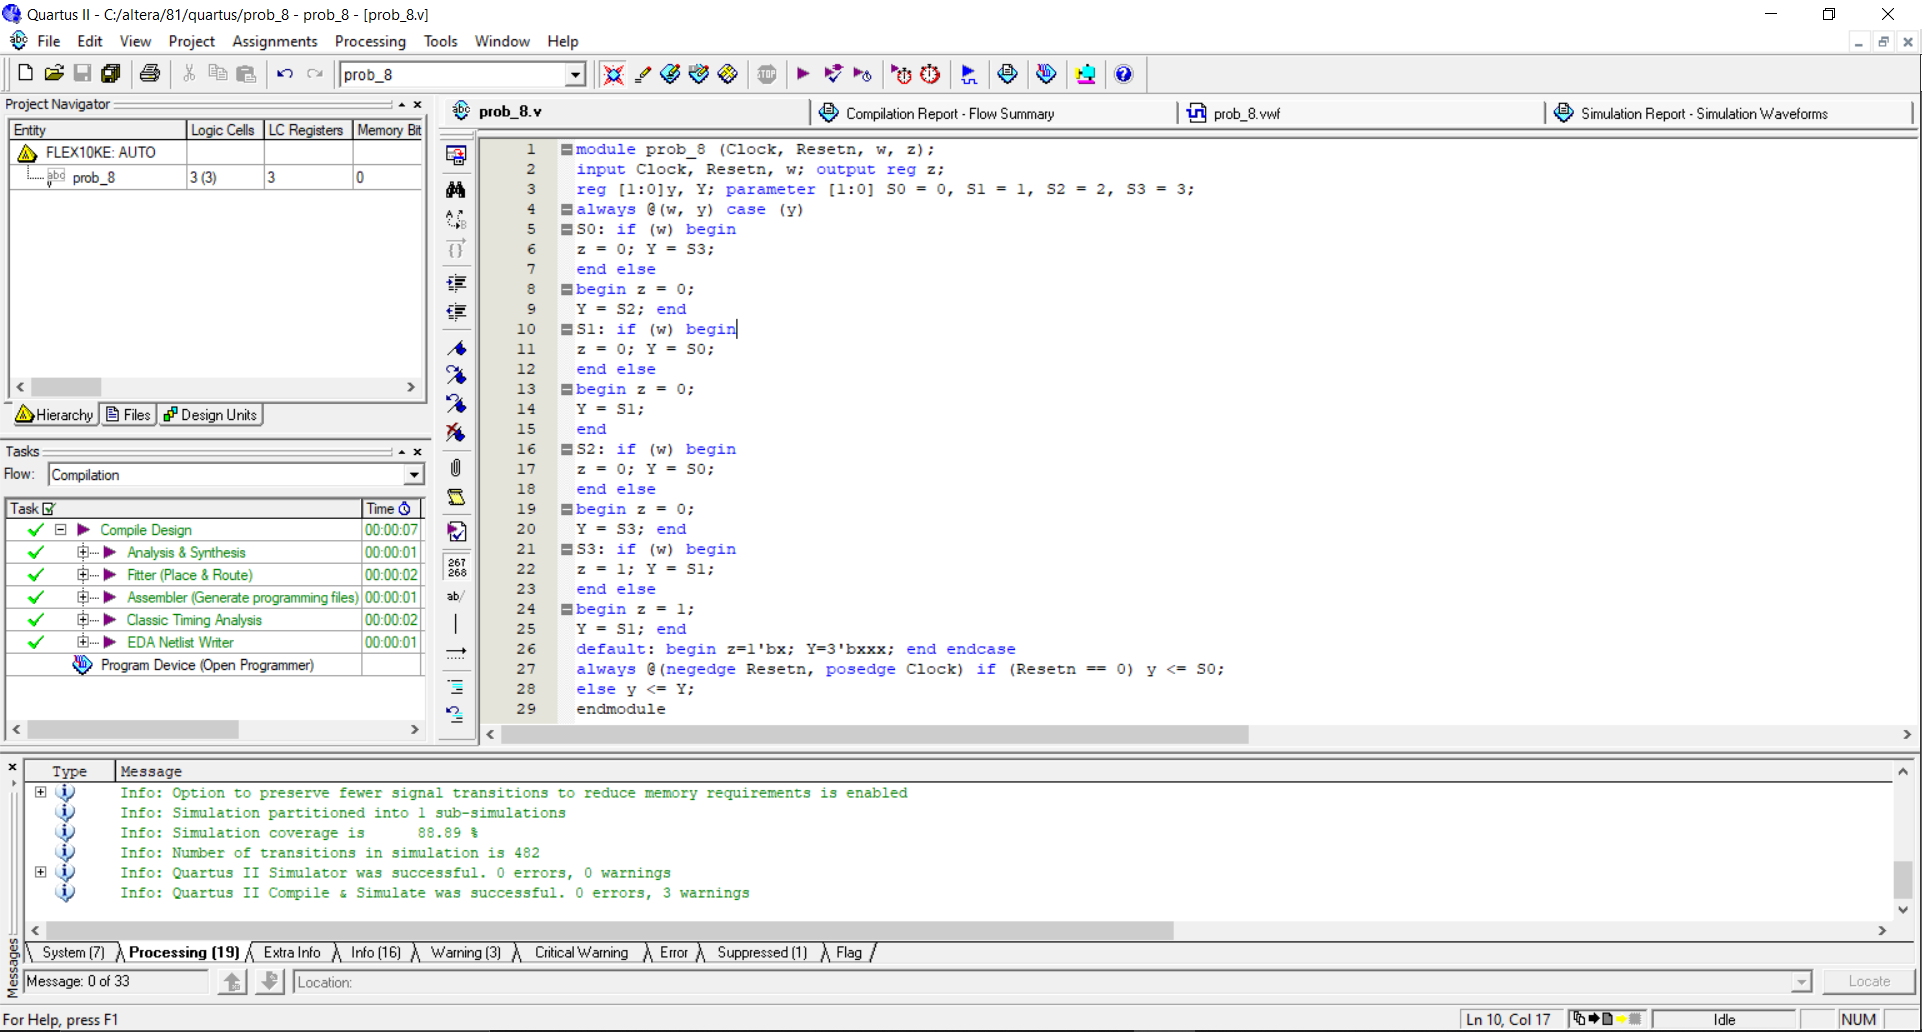 Quartus II - C:/altera/81/quartus/prob_8 - prob_8 - [prob_8.v]
File Edit View Project Assignments Processing Tools Window Help
prob_8
Project Navigator
Entity Logic Cells LC Registers Memory Bit
FLEX10KE: AUTO
prob_8 3 (3) 3 0
Hierarchy Files Design Units
Tasks
Flow: Compilation
Task Time
Compile Design 00:00:07
Analysis & Synthesis 00:00:01
Fitter (Place & Route) 00:00:02
Assembler (Generate programming files) 00:00:01
Classic Timing Analysis 00:00:02
EDA Netlist Writer 00:00:01
Program Device (Open Programmer)
prob_8.v Compilation Report - Flow Summary prob_8.vwf Simulation Report - Simulation Waveforms
267
268
ab/
1 module prob_8 (Clock, Resetn, w, z);
2 input Clock, Resetn, w; output reg z;
3 reg [1:0]y, Y; parameter [1:0] S0 = 0, S1 = 1, S2 = 2, S3 = 3;
4 always @(w, y) case (y)
5 S0: if (w) begin
6 z = 0; Y = S3;
7 end else
8 begin z = 0;
9 Y = S2; end
10 S1: if (w) begin
11 z = 0; Y = S0;
12 end else
13 begin z = 0;
14 Y = S1;
15 end
16 S2: if (w) begin
17 z = 0; Y = S0;
18 end else
19 begin z = 0;
20 Y = S3; end
21 S3: if (w) begin
22 z = 1; Y = S1;
23 end else
24 begin z = 1;
25 Y = S1; end
26 default: begin z=1'bx; Y=3'bxxx; end endcase
27 always @(negedge Resetn, posedge Clock) if (Resetn == 0) y <= S0;
28 else y <= Y;
29 endmodule
Type Message
Info: Option to preserve fewer signal transitions to reduce memory requirements is enabled
Info: Simulation partitioned into 1 sub-simulations
Info: Simulation coverage is 88.89 %
Info: Number of transitions in simulation is 482
Info: Quartus II Simulator was successful. 0 errors, 0 warnings
Info: Quartus II Compile & Simulate was successful. 0 errors, 3 warnings
System (7) Processing (19) Extra Info Info (16) Warning (3) Critical Warning Error Suppressed (1) Flag
Messages
Message: 0 of 33 Location: Locate
For Help, press F1 Ln 10, Col 17 Idle NUM